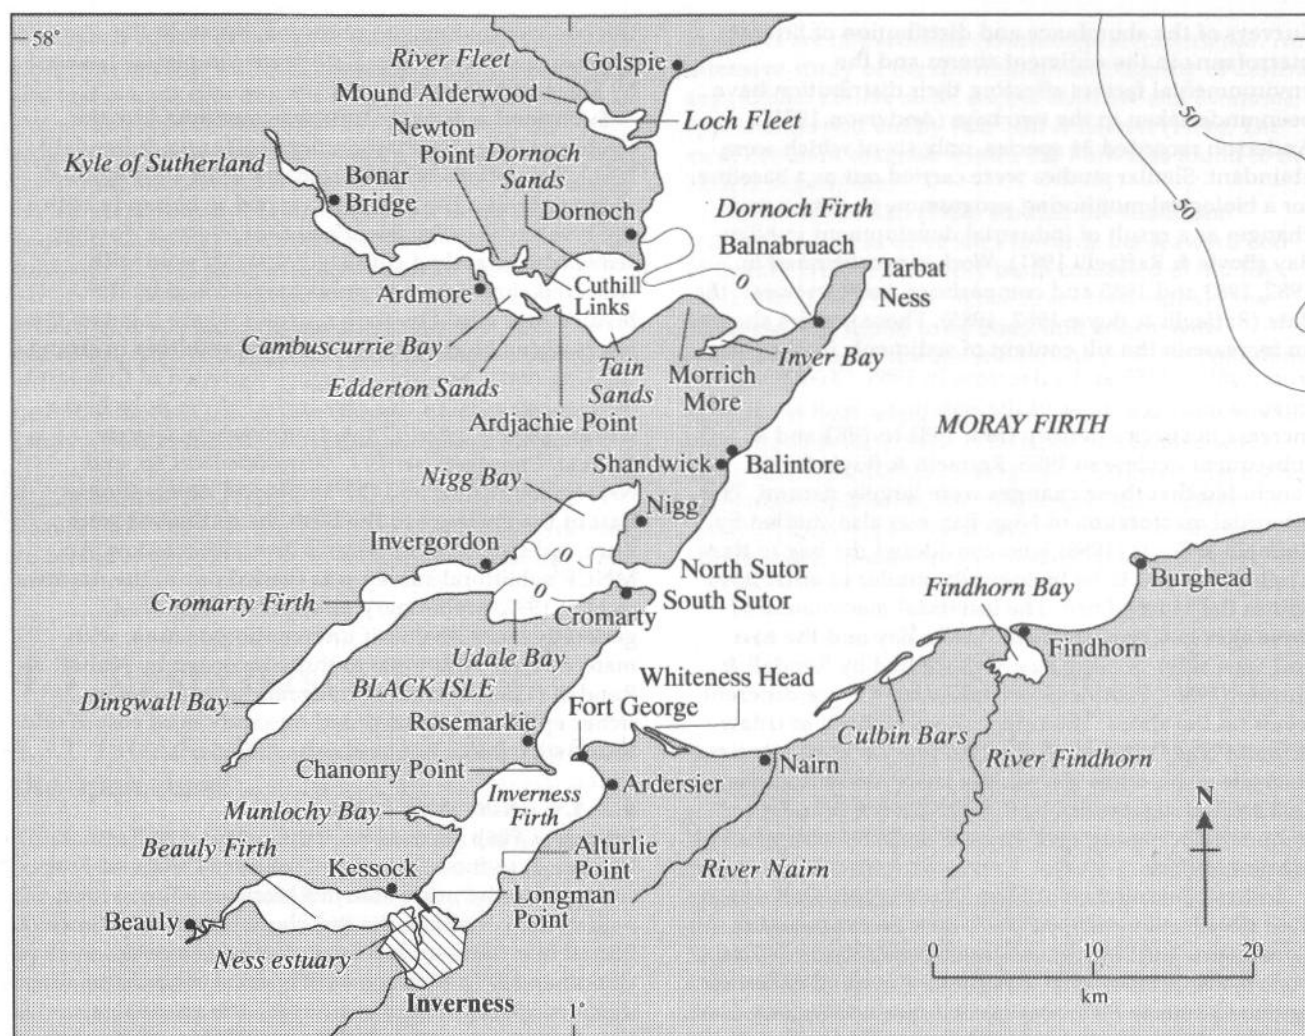 58°
River Fleet
Golspie
Mound Alderwood
Newton
Point
Dornoch
Sands
Loch Fleet
Kyle of Sutherland
Bonar
Bridge
50
50
Dornoch
Dornoch Firth
Balnabruach
Tarbat
Ness
0
Ardmore
Cuthill
Links
Cambuscurrie Bay
Edderton Sands
Tain
Sands
Inver Bay
Morrich
More
Ardjachie Point
MORAY FIRTH
Shandwick
Balintore
Nigg Bay
Nigg
Invergordon
0
North Sutor
Findhorn Bay
Burghead
0
South Sutor
Cromarty Firth
Cromarty
Findhorn
Udale Bay
Whiteness Head
Dingwall Bay
BLACK ISLE
Fort George
Rosemarkie
Culbin Bars
River Findhorn
Chanonry Point
Nairn
Ardersier
Inverness
Firth
Munlochy Bay
N
Beauly Firth
Alturlie
Point
River Nairn
Kessock
Longman
Point
Beauly
Ness estuary
0
10
20
km
Inverness
1°